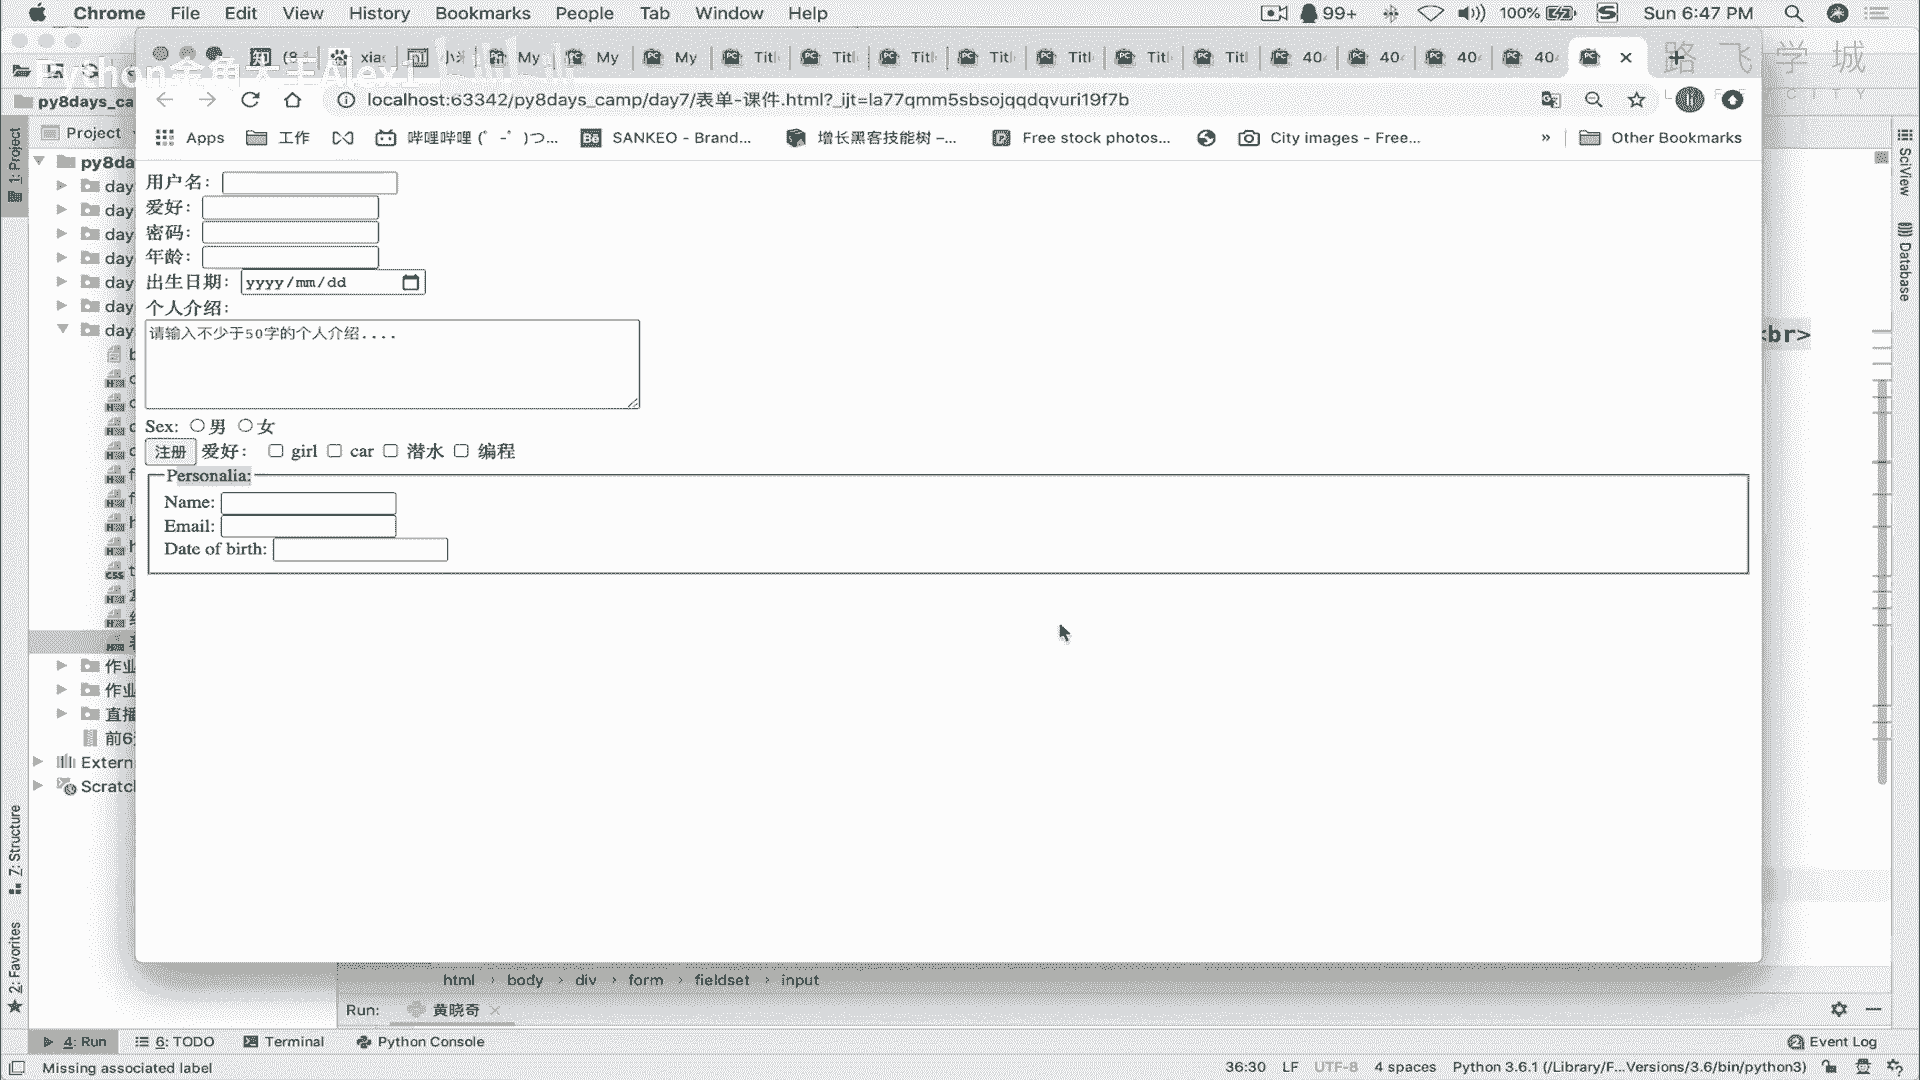 Chrome File Edit View History Bookmarks People Tab Window Help 99+ 100% Sun 6:47 PM
My My My Titl Titl Titl Titl Titl Titl Titl 40 40 40 40
Python金角大王Alex
路飞学城
localhost:63342/py8days_camp/day7/表单-课件.html?_ijt=la77qmm5sbsojqqdqvuri19f7b
Apps 工作 哔哩哔哩 (゜-゜)つ... SANKEO - Brand... 增长黑客技能树 –... Free stock photos... City images - Free... » Other Bookmarks
py8days_ca
1: Project
Project
py8da
day
day
day
day
day
day
day
作业
作业
直播
前6
Extern
Scratch
7: Structure
2: Favorites
SciView
Database
<br>
用户名：
爱好：
密码：
年龄：
出生日期： yyyy/mm/dd
个人介绍：
请输入不少于50字的个人介绍....
Sex: 男 女
注册 爱好： girl car 潜水 编程
Personalia:
Name:
Email:
Date of birth:
html › body › div › form › fieldset › input
Run: 黄晓奇
4: Run 6: TODO Terminal Python Console Event Log
Missing associated label 36:30 LF UTF-8 4 spaces Python 3.6.1 (/Library/F...Versions/3.6/bin/python3)